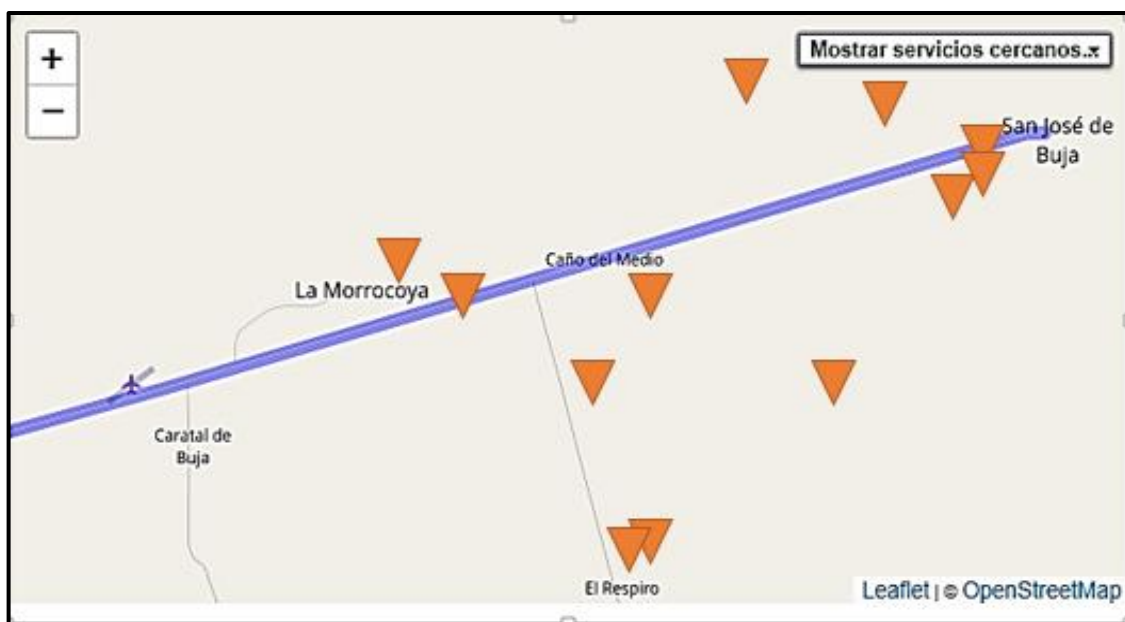 +
Mostrar servicios cercanos..
−
San José de
Buja
Caño del Medio
La Morrocoya
Caratal de
Buja
El Respiro
Leaflet | © OpenStreetMap